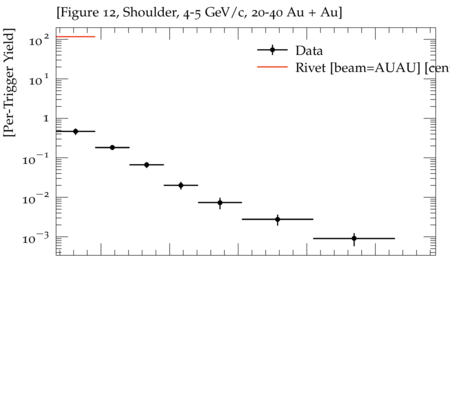 [Figure 12, Shoulder, 4-5 GeV/c, 20-40 Au + Au]
[Per-Trigger Yield]
10²
10¹
1
10⁻¹
10⁻²
10⁻³
Data
Rivet [beam=AUAU] [cen